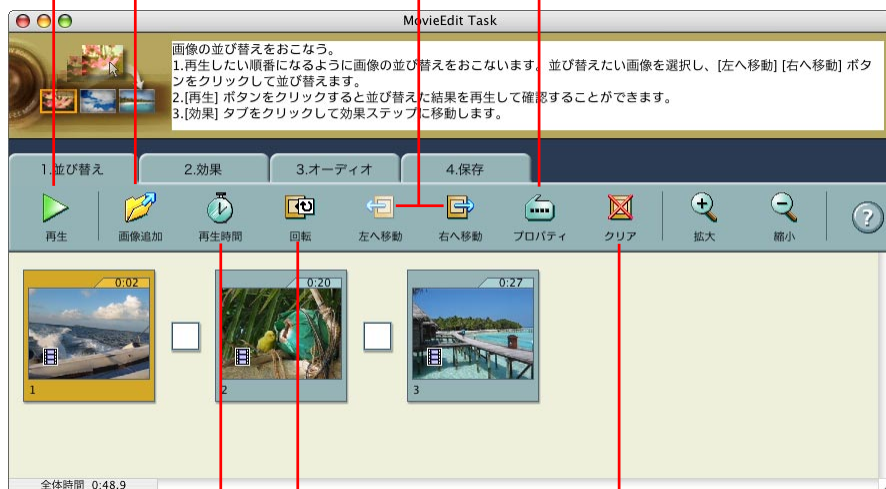 MovieEdit Task
画像の並び替えをおこなう。
1.再生したい順番になるように画像の並び替えをおこないます。並び替えたい画像を選択し、[左へ移動] [右へ移動] ボタ
ンをクリックして並び替えます。
2.[再生] ボタンをクリックすると並び替えた結果を再生して確認することができます。
3.[効果] タブをクリックして効果ステップに移動します。
1.並び替え 2.効果 3.オーディオ 4.保存
再生 画像追加 再生時間 回転 左へ移動 右へ移動 プロパティ クリア 拡大 縮小 ?
0:02 0:20 0:27
1 2 3
全体時間 0:48.9